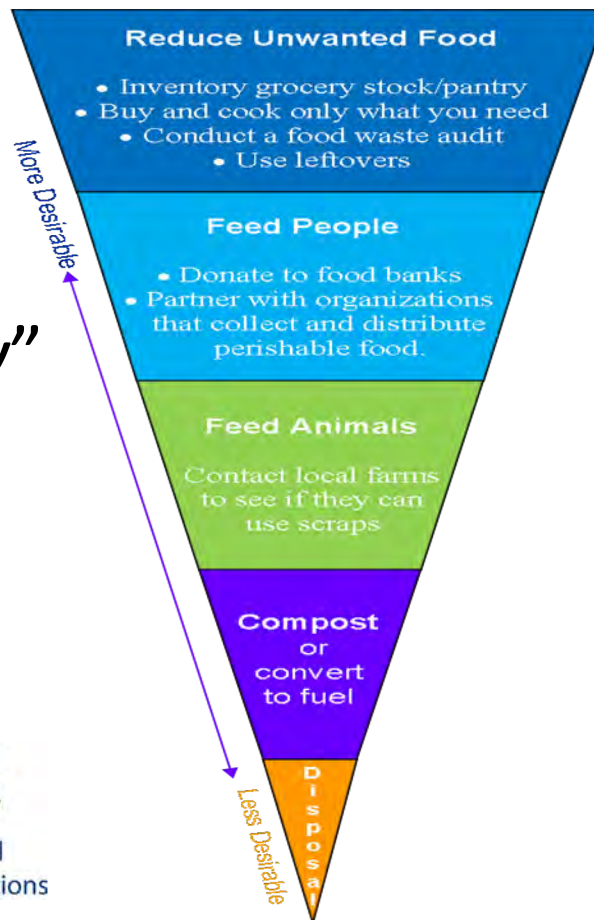 Reduce Unwanted Food
• Inventory grocery stock/pantry
• Buy and cook only what you need
• Conduct a food waste audit
• Use leftovers
More Desirable
Feed People
• Donate to food banks
• Partner with organizations
that collect and distribute
perishable food.
y”
Feed Animals
Contact local farms
to see if they can
use scraps
Compost
or
convert
to fuel
Less Desirable
Disposal